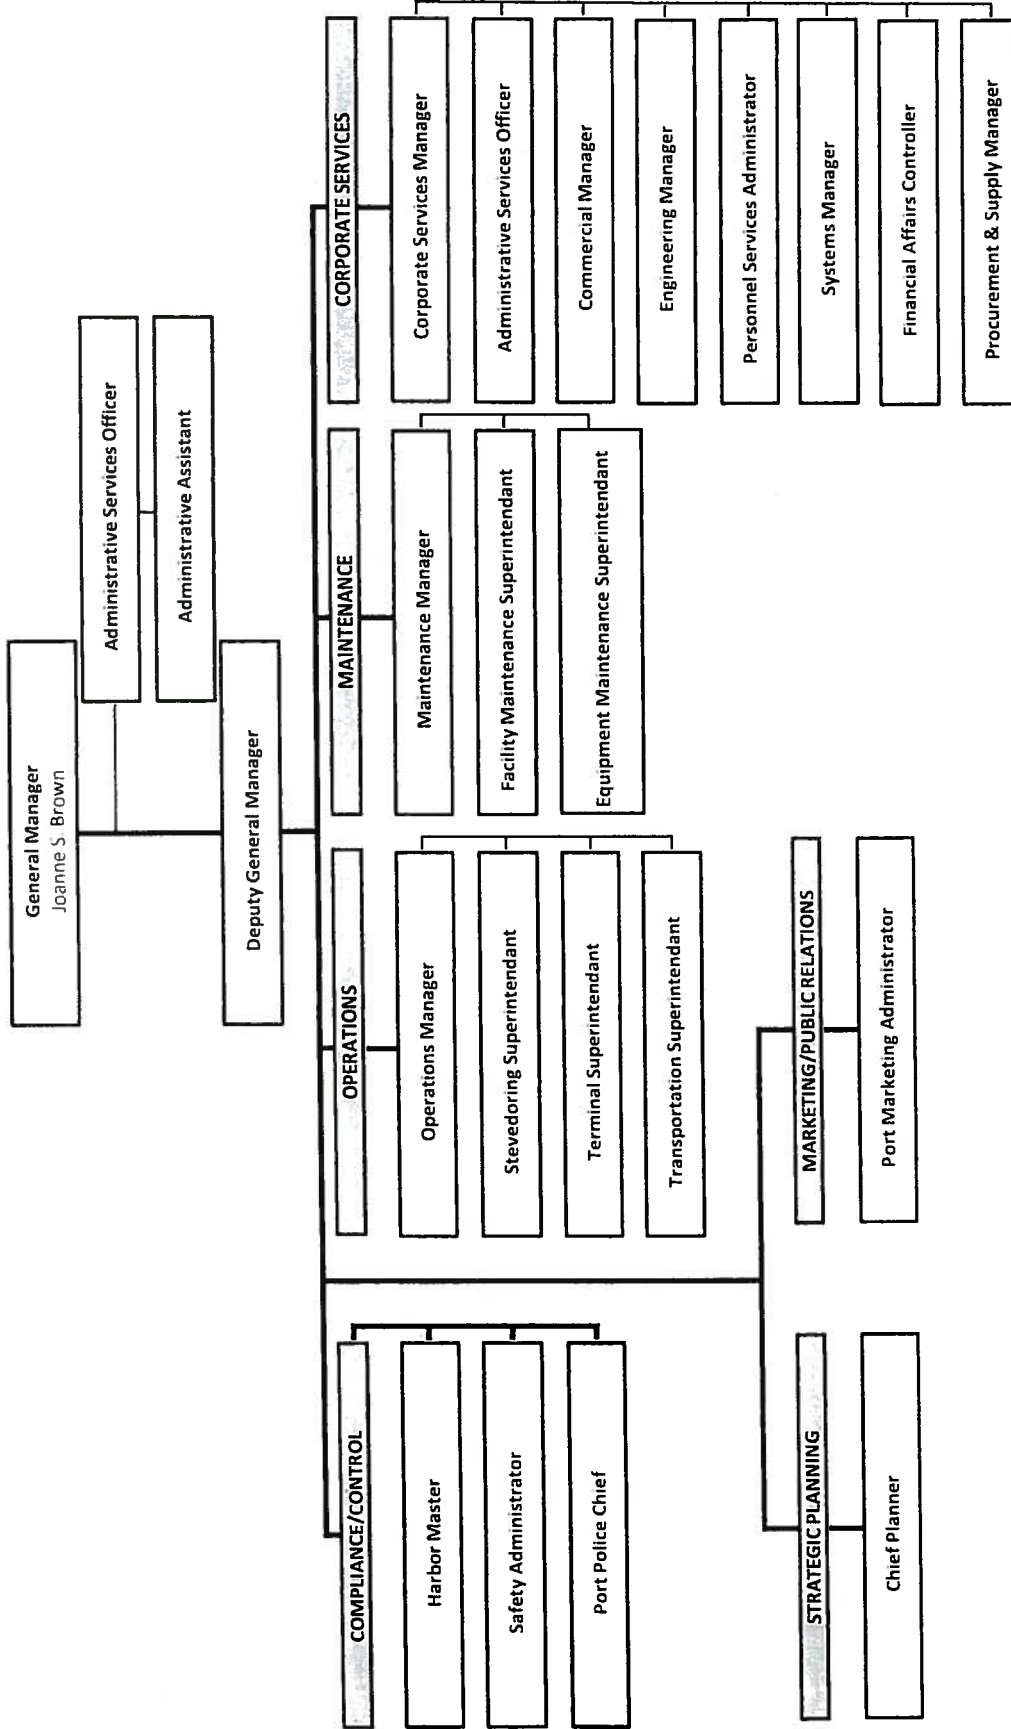 General Manager
Joanne S. Brown
Administrative Services Officer
Administrative Assistant
Deputy General Manager
COMPLIANCE/CONTROL
Harbor Master
Safety Administrator
Port Police Chief
OPERATIONS
Operations Manager
Stevedoring Superintendant
Terminal Superintendant
Transportation Superintendant
MAINTENANCE
Maintenance Manager
Facility Maintenance Superintendant
Equipment Maintenance Superintendant
CORPORATE SERVICES
Corporate Services Manager
Administrative Services Officer
Commercial Manager
Engineering Manager
Personnel Services Administrator
Systems Manager
Financial Affairs Controller
Procurement & Supply Manager
STRATEGIC PLANNING
Chief Planner
MARKETING/PUBLIC RELATIONS
Port Marketing Administrator